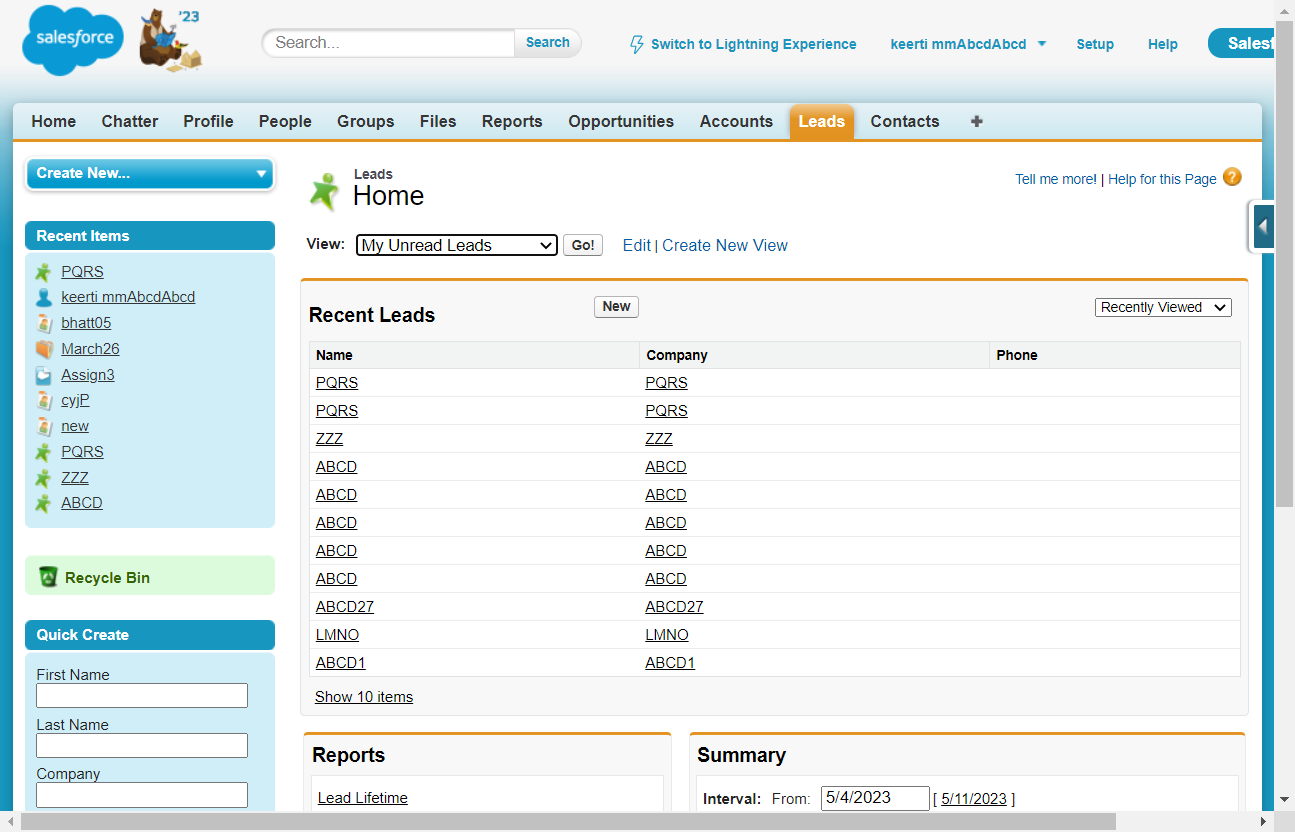 salesforce
'23
Search...
Search
Switch to Lightning Experience
keerti mmAbcdAbcd
Setup
Help
Home
Chatter
Profile
People
Groups
Files
Reports
Opportunities
Accounts
Leads
Contacts
+
Create New...
Recent Items
PQRS
keerti mmAbcdAbcd
bhatt05
March26
Assign3
cyjP
new
PQRS
ZZZ
ABCD
Recycle Bin
Quick Create
First Name
Last Name
Company
Leads
Home
Tell me more! | Help for this Page ?
View: My Unread Leads Go! Edit | Create New View
Recent Leads
New
Recently Viewed
Name Company Phone
PQRS PQRS
PQRS PQRS
ZZZ ZZZ
ABCD ABCD
ABCD ABCD
ABCD ABCD
ABCD ABCD
ABCD ABCD
ABCD27 ABCD27
LMNO LMNO
ABCD1 ABCD1
Show 10 items
Reports
Lead Lifetime
Summary
Interval: From: 5/4/2023 [ 5/11/2023 ]